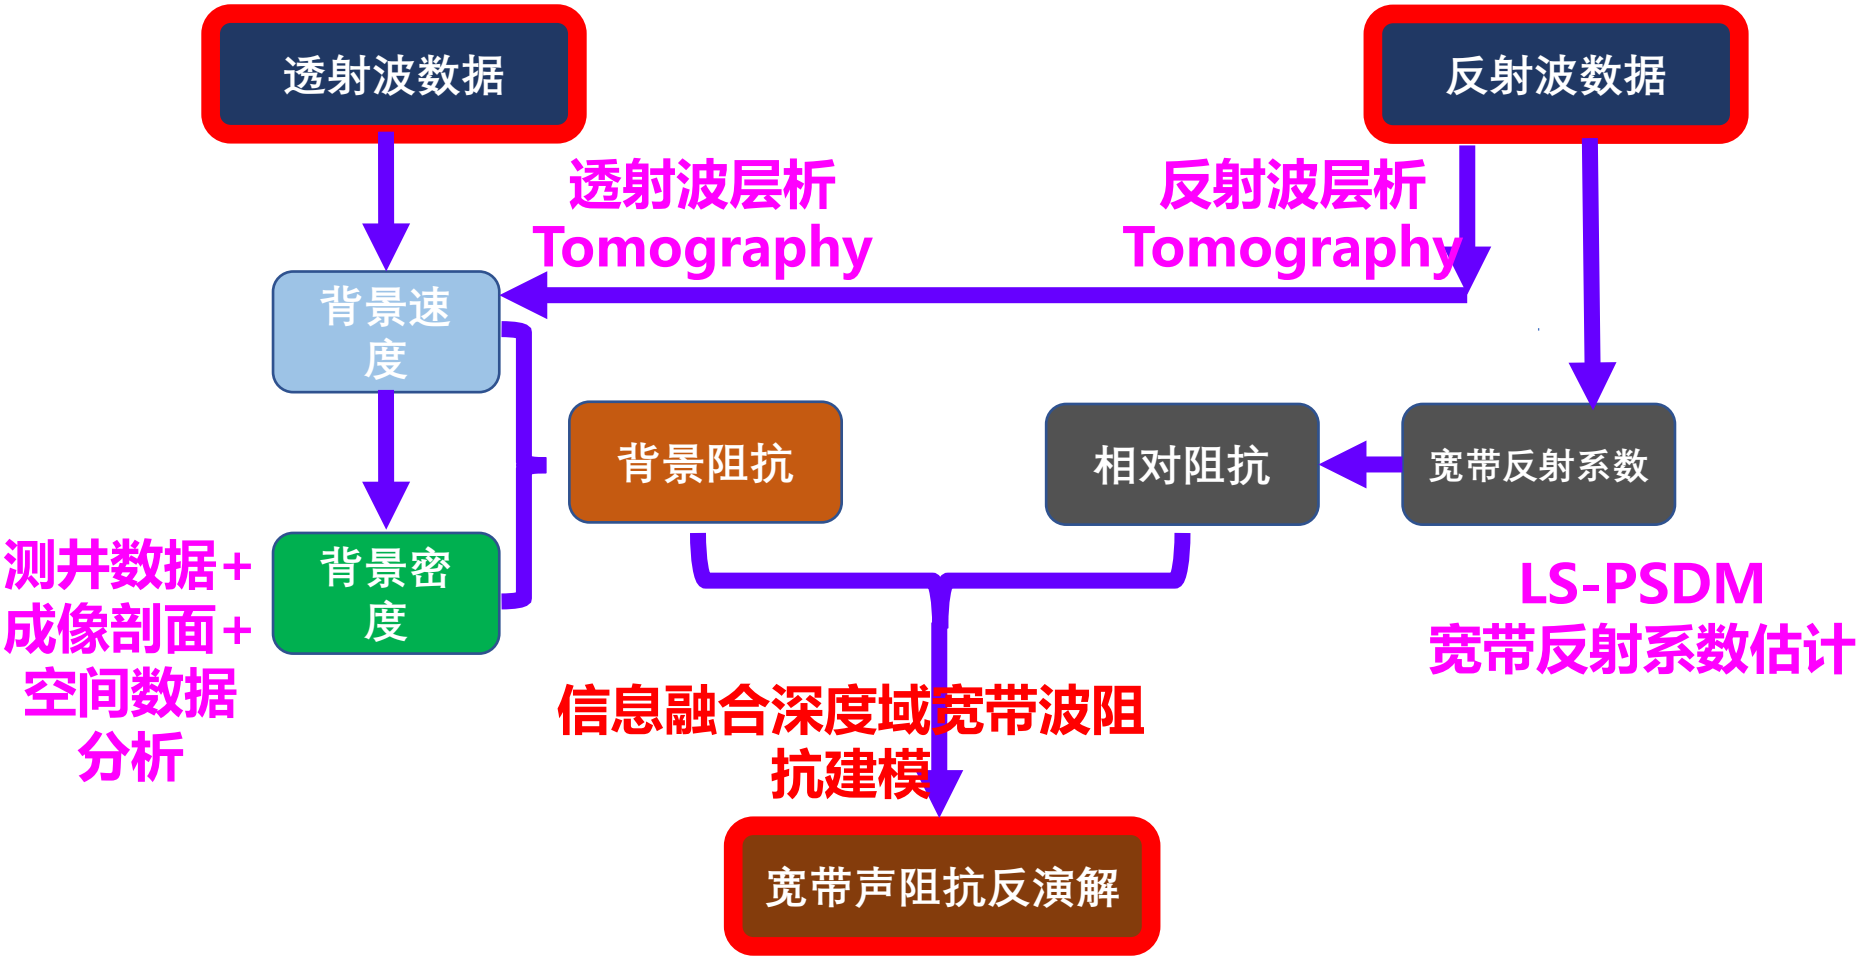 透射波数据
反射波数据
透射波层析
Tomography
反射波层析
Tomography
背景速
度
背景阻抗
相对阻抗
宽带反射系数
背景密
度
测井数据+
成像剖面+
空间数据
分析
LS-PSDM
宽带反射系数估计
信息融合深度域宽带波阻
抗建模
宽带声阻抗反演解